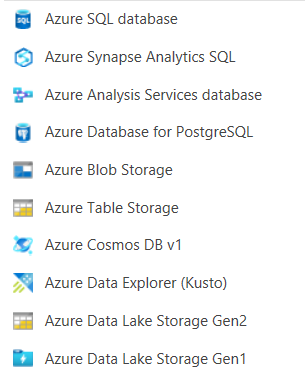 Azure SQL database
Azure Synapse Analytics SQL
Azure Analysis Services database
Azure Database for PostgreSQL
Azure Blob Storage
Azure Table Storage
Azure Cosmos DB v1
Azure Data Explorer (Kusto)
Azure Data Lake Storage Gen2
Azure Data Lake Storage Gen1